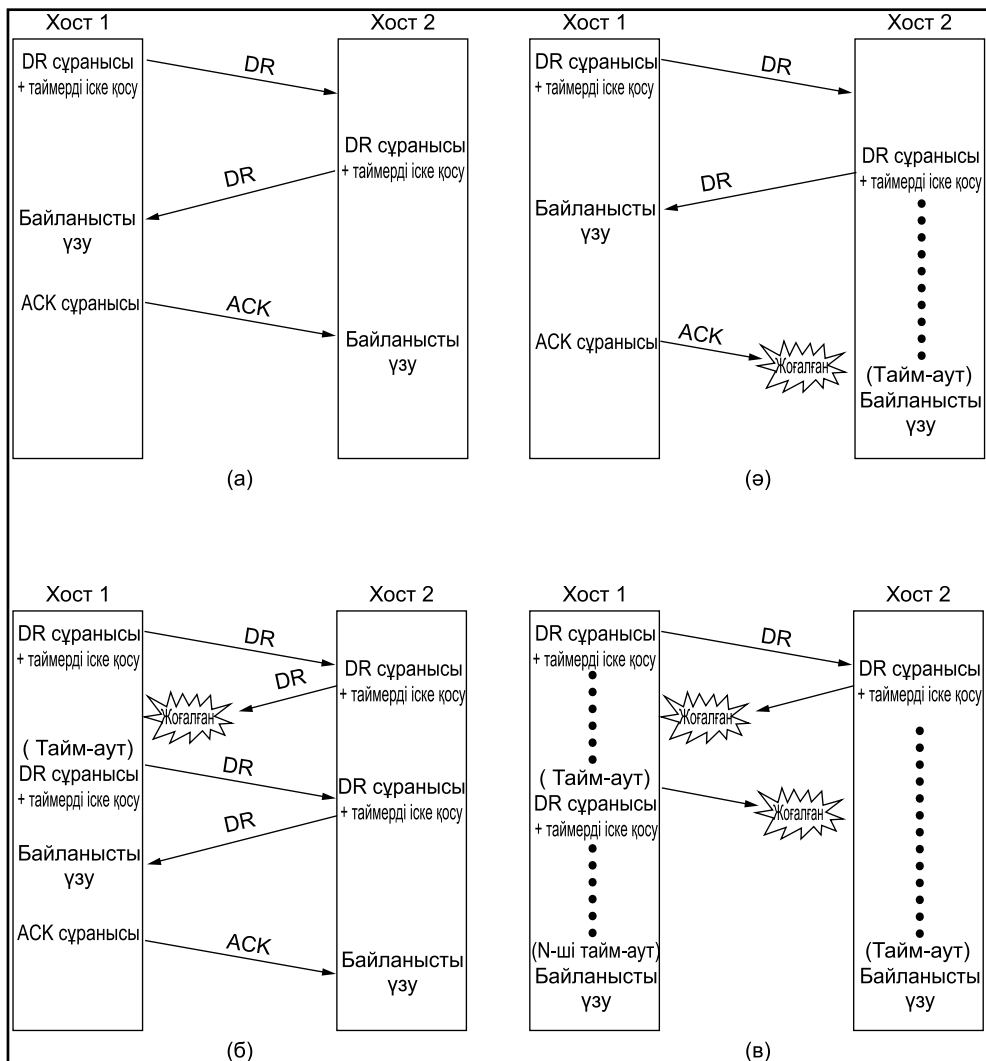 Хост 1
Хост 2
DR сұранысы
+ таймерді іске қосу
DR
DR сұранысы
+ таймерді іске қосу
DR
Байланысты
үзу
ACK сұранысы
ACK
Байланысты
үзу
(а)
Хост 1
Хост 2
DR сұранысы
+ таймерді іске қосу
DR
DR сұранысы
+ таймерді іске қосу
DR
Байланысты
үзу
ACK сұранысы
ACK
Жоғалған
(Тайм-аут)
Байланысты
үзу
(ә)
Хост 1
Хост 2
DR сұранысы
+ таймерді іске қосу
DR
DR сұранысы
+ таймерді іске қосу
DR
Жоғалған
( Тайм-аут)
DR сұранысы
+ таймерді іске қосу
DR
DR сұранысы
+ таймерді іске қосу
DR
Байланысты
үзу
ACK сұранысы
ACK
Байланысты
үзу
(б)
Хост 1
Хост 2
DR сұранысы
+ таймерді іске қосу
DR
DR сұранысы
+ таймерді іске қосу
Жоғалған
( Тайм-аут)
DR сұранысы
+ таймерді іске қосу
Жоғалған
(N-ші тайм-аут)
Байланысты
үзу
(Тайм-аут)
Байланысты
үзу
(в)